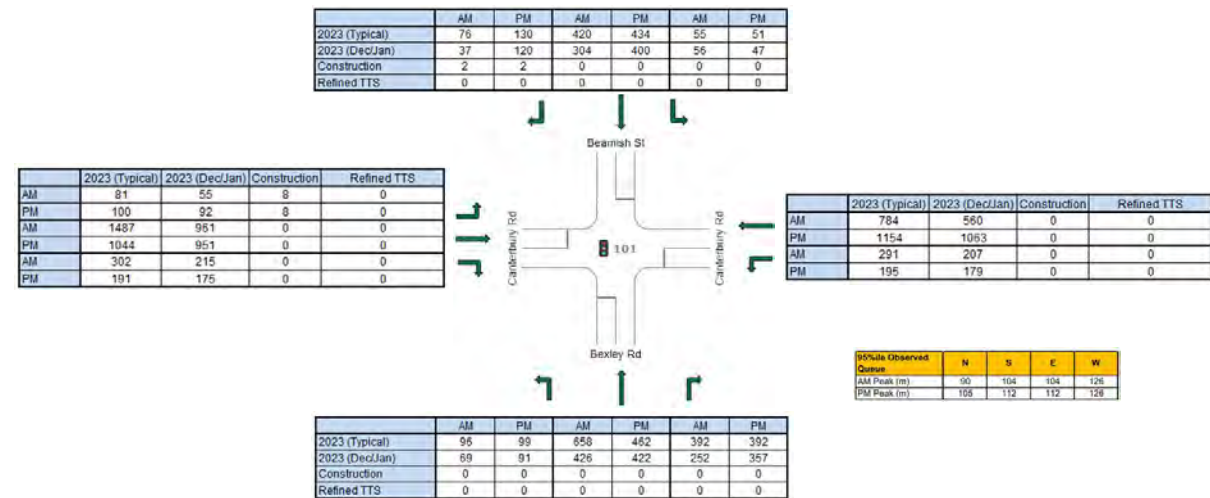 AM PM AM PM AM PM
2023 (Typical) 76 130 420 434 55 51
2023 (Dec/Jan) 37 120 304 400 56 47
Construction 2 2 0 0 0 0
Refined TTS 0 0 0 0 0 0
Beamish St
2023 (Typical) 2023 (Dec/Jan) Construction Refined TTS
AM 81 55 8 0
PM 100 92 8 0
AM 1487 961 0 0
PM 1044 951 0 0
AM 302 215 0 0
PM 191 175 0 0
Canterbury Rd
101
Canterbury Rd
2023 (Typical) 2023 (Dec/Jan) Construction Refined TTS
AM 784 560 0 0
PM 1154 1063 0 0
AM 291 207 0 0
PM 195 179 0 0
Bexley Rd
95%ile Observed Queue N S E W
AM Peak (m) 90 104 104 126
PM Peak (m) 105 112 112 126
AM PM AM PM AM PM
2023 (Typical) 96 99 658 462 392 392
2023 (Dec/Jan) 69 91 426 422 252 357
Construction 0 0 0 0 0 0
Refined TTS 0 0 0 0 0 0